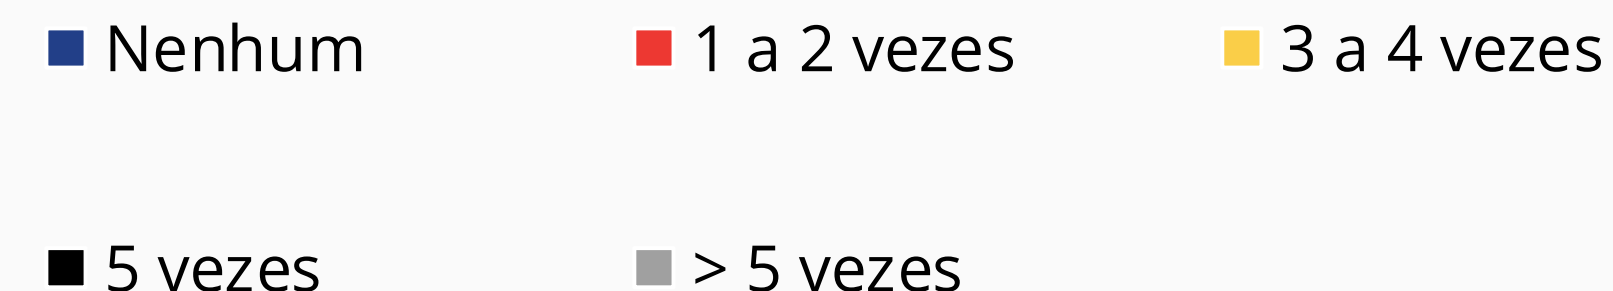 Nenhum 1 a 2 vezes 3 a 4 vezes
5 vezes > 5 vezes